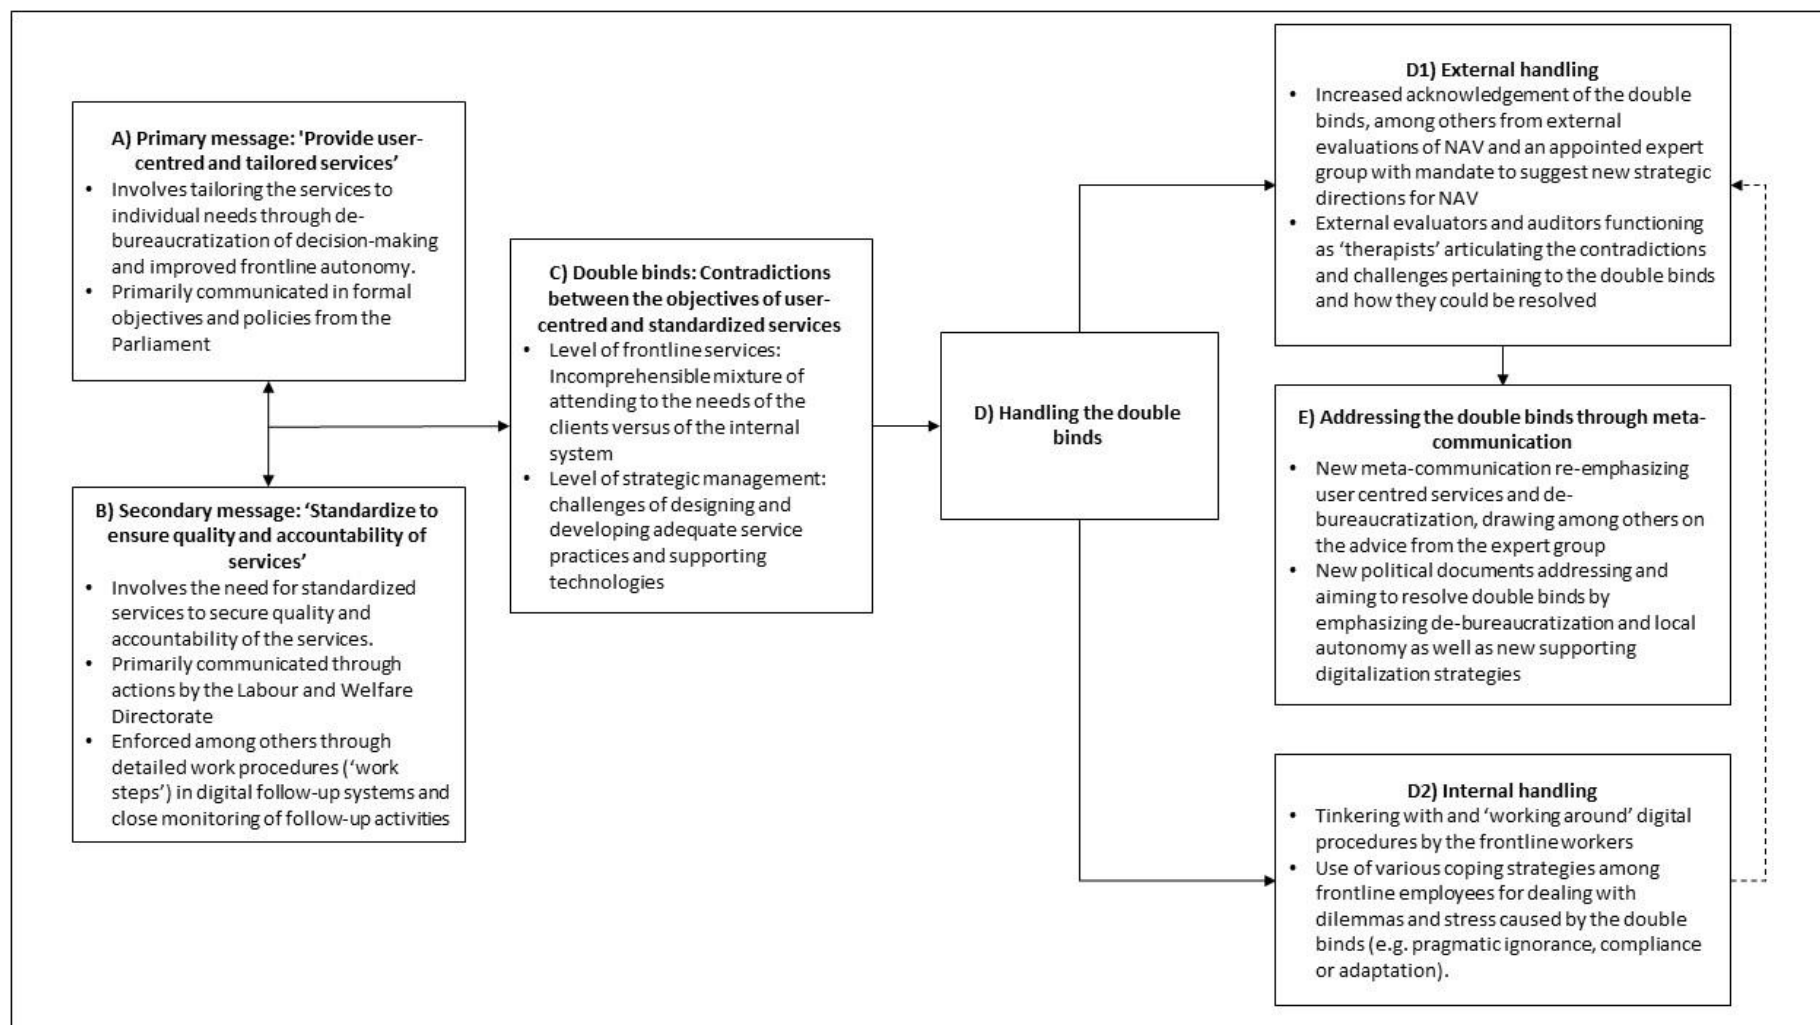 A) Primary message: 'Provide user-
centred and tailored services’
• Involves tailoring the services to
individual needs through de-
bureaucratization of decision-making
and improved frontline autonomy.
• Primarily communicated in formal
objectives and policies from the
Parliament
B) Secondary message: ‘Standardize to
ensure quality and accountability of
services’
• Involves the need for standardized
services to secure quality and
accountability of the services.
• Primarily communicated through
actions by the Labour and Welfare
Directorate
• Enforced among others through
detailed work procedures (‘work
steps’) in digital follow-up systems and
close monitoring of follow-up activities
C) Double binds: Contradictions
between the objectives of user-
centred and standardized services
• Level of frontline services:
Incomprehensible mixture of
attending to the needs of the
clients versus of the internal
system
• Level of strategic management:
challenges of designing and
developing adequate service
practices and supporting
technologies
D) Handling the double
binds
D1) External handling
• Increased acknowledgement of the double
binds, among others from external
evaluations of NAV and an appointed expert
group with mandate to suggest new strategic
directions for NAV
• External evaluators and auditors functioning
as ‘therapists’ articulating the contradictions
and challenges pertaining to the double binds
and how they could be resolved
E) Addressing the double binds through meta-
communication
• New meta-communication re-emphasizing
user centred services and de-
bureaucratization, drawing among others on
the advice from the expert group
• New political documents addressing and
aiming to resolve double binds by
emphasizing de-bureaucratization and local
autonomy as well as new supporting
digitalization strategies
D2) Internal handling
• Tinkering with and ‘working around’ digital
procedures by the frontline workers
• Use of various coping strategies among
frontline employees for dealing with
dilemmas and stress caused by the double
binds (e.g. pragmatic ignorance, compliance
or adaptation).